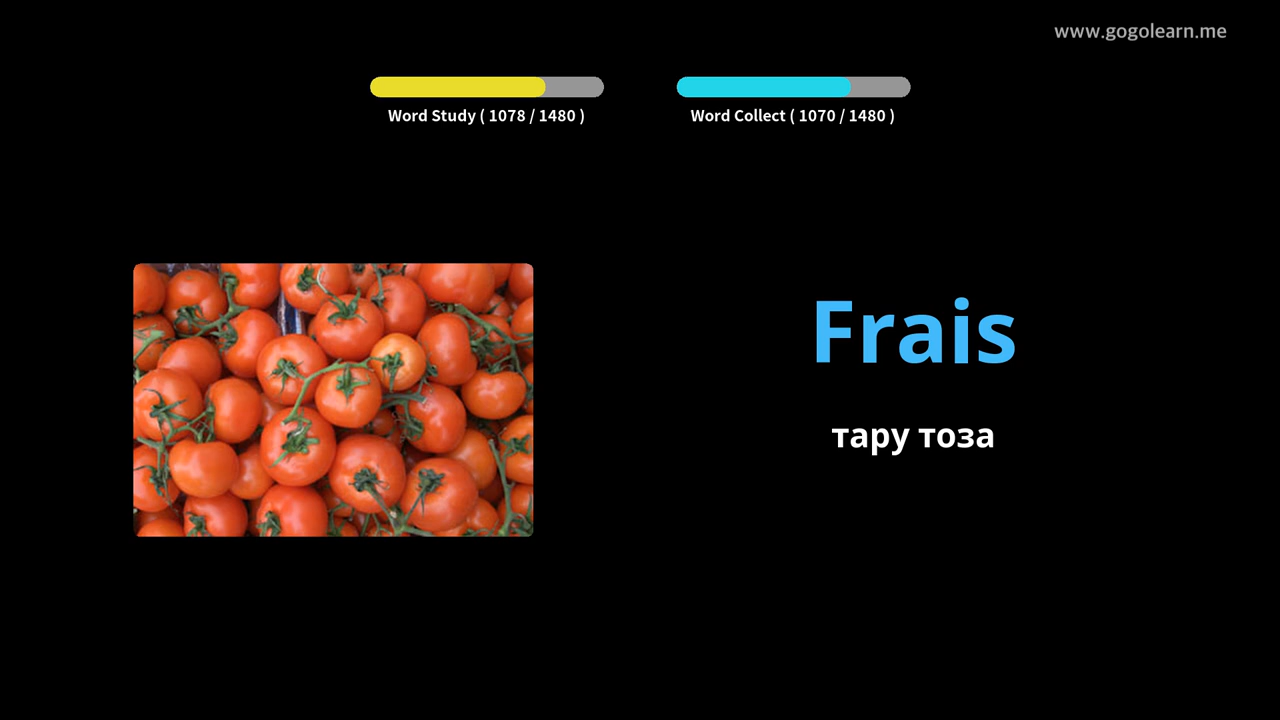 www.gogolearn.me
Word Study ( 1078 / 1480 )
Word Collect ( 1070 / 1480 )
Frais
тару тоза